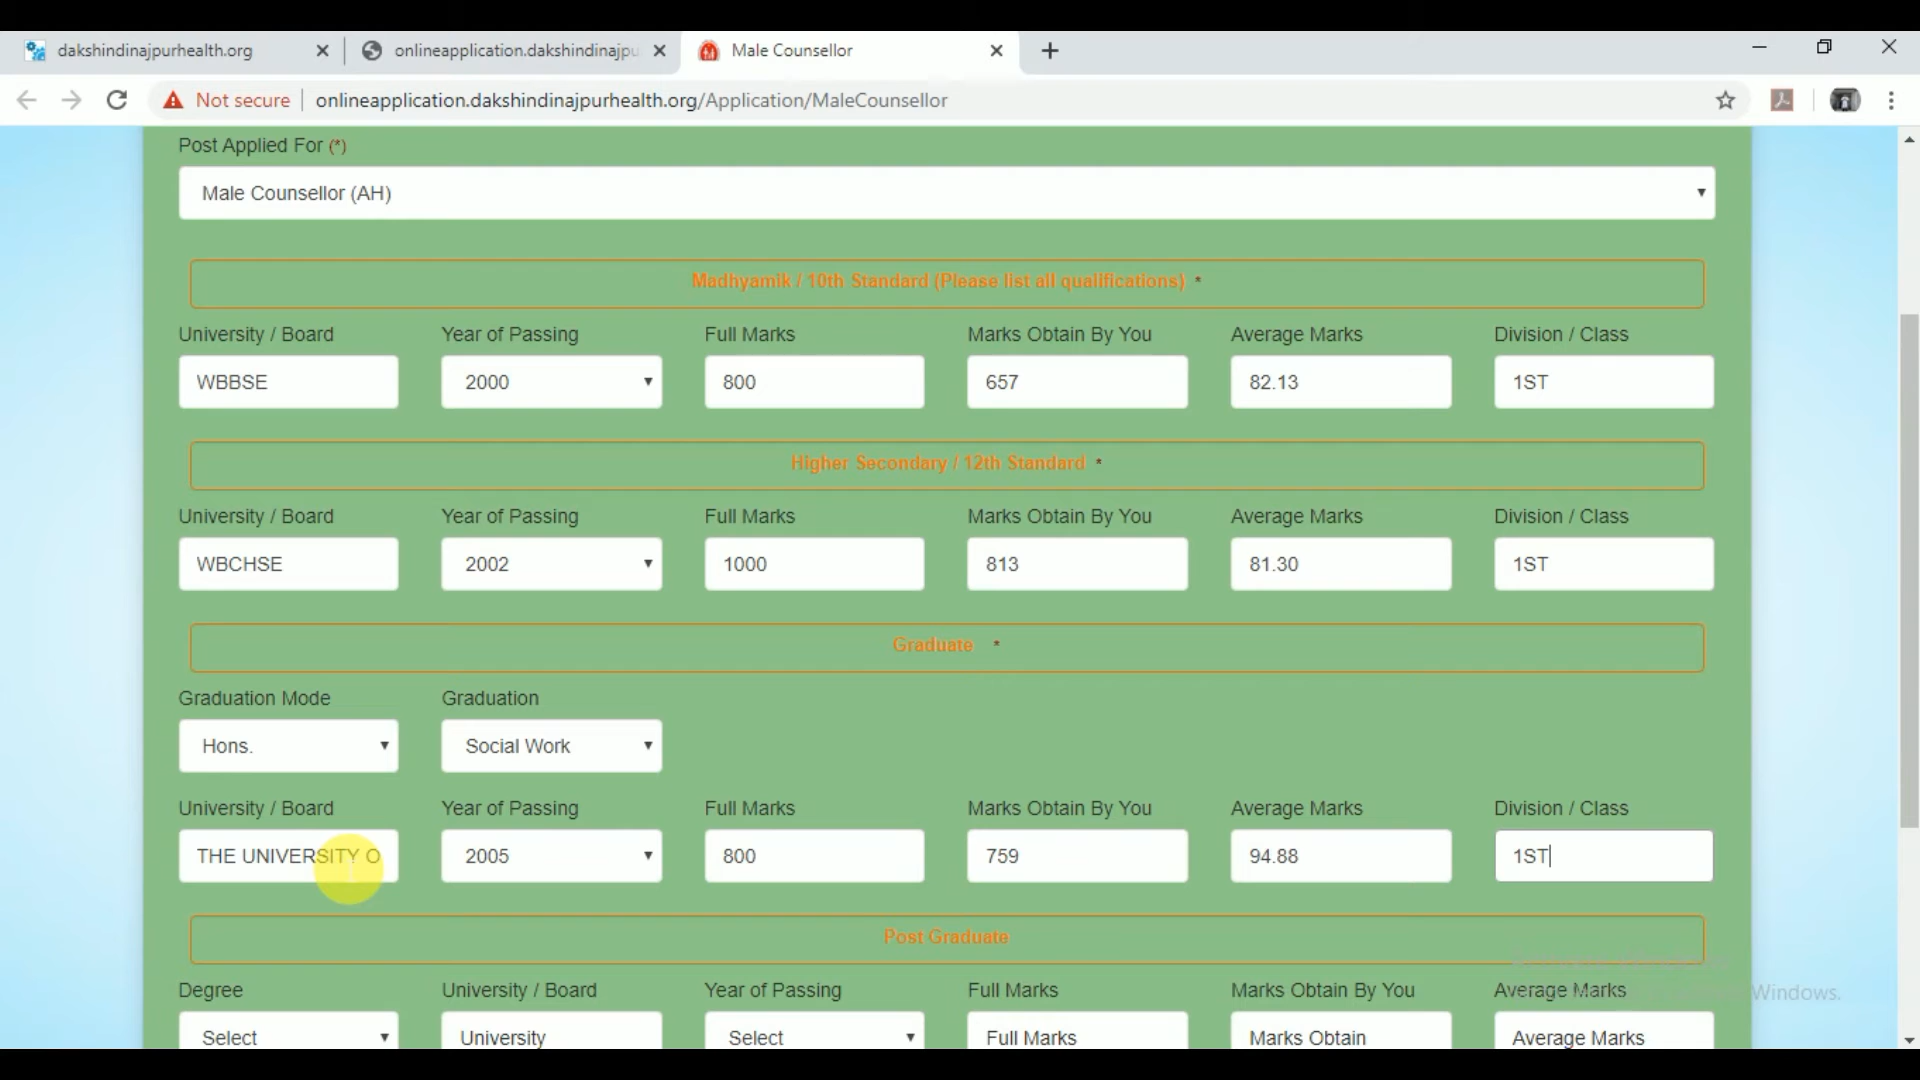 dakshindinajpurhealth.org
onlineapplication.dakshindinajpu
Male Counsellor
Not secure
onlineapplication.dakshindinajpurhealth.org/Application/MaleCounsellor
Post Applied For (*)
Male Counsellor (AH)
Madhyamik / 10th Standard (Please list all qualifications) *
University / Board Year of Passing Full Marks Marks Obtain By You Average Marks Division / Class
WBBSE 2000 800 657 82.13 1ST
Higher Secondary / 12th Standard *
University / Board Year of Passing Full Marks Marks Obtain By You Average Marks Division / Class
WBCHSE 2002 1000 813 81.30 1ST
Graduate *
Graduation Mode Graduation
Hons. Social Work
University / Board Year of Passing Full Marks Marks Obtain By You Average Marks Division / Class
THE UNIVERSITY O 2005 800 759 94.88 1ST
Post Graduate
Degree University / Board Year of Passing Full Marks Marks Obtain By You Average Marks
Windows.
Select University Select Full Marks Marks Obtain Average Marks